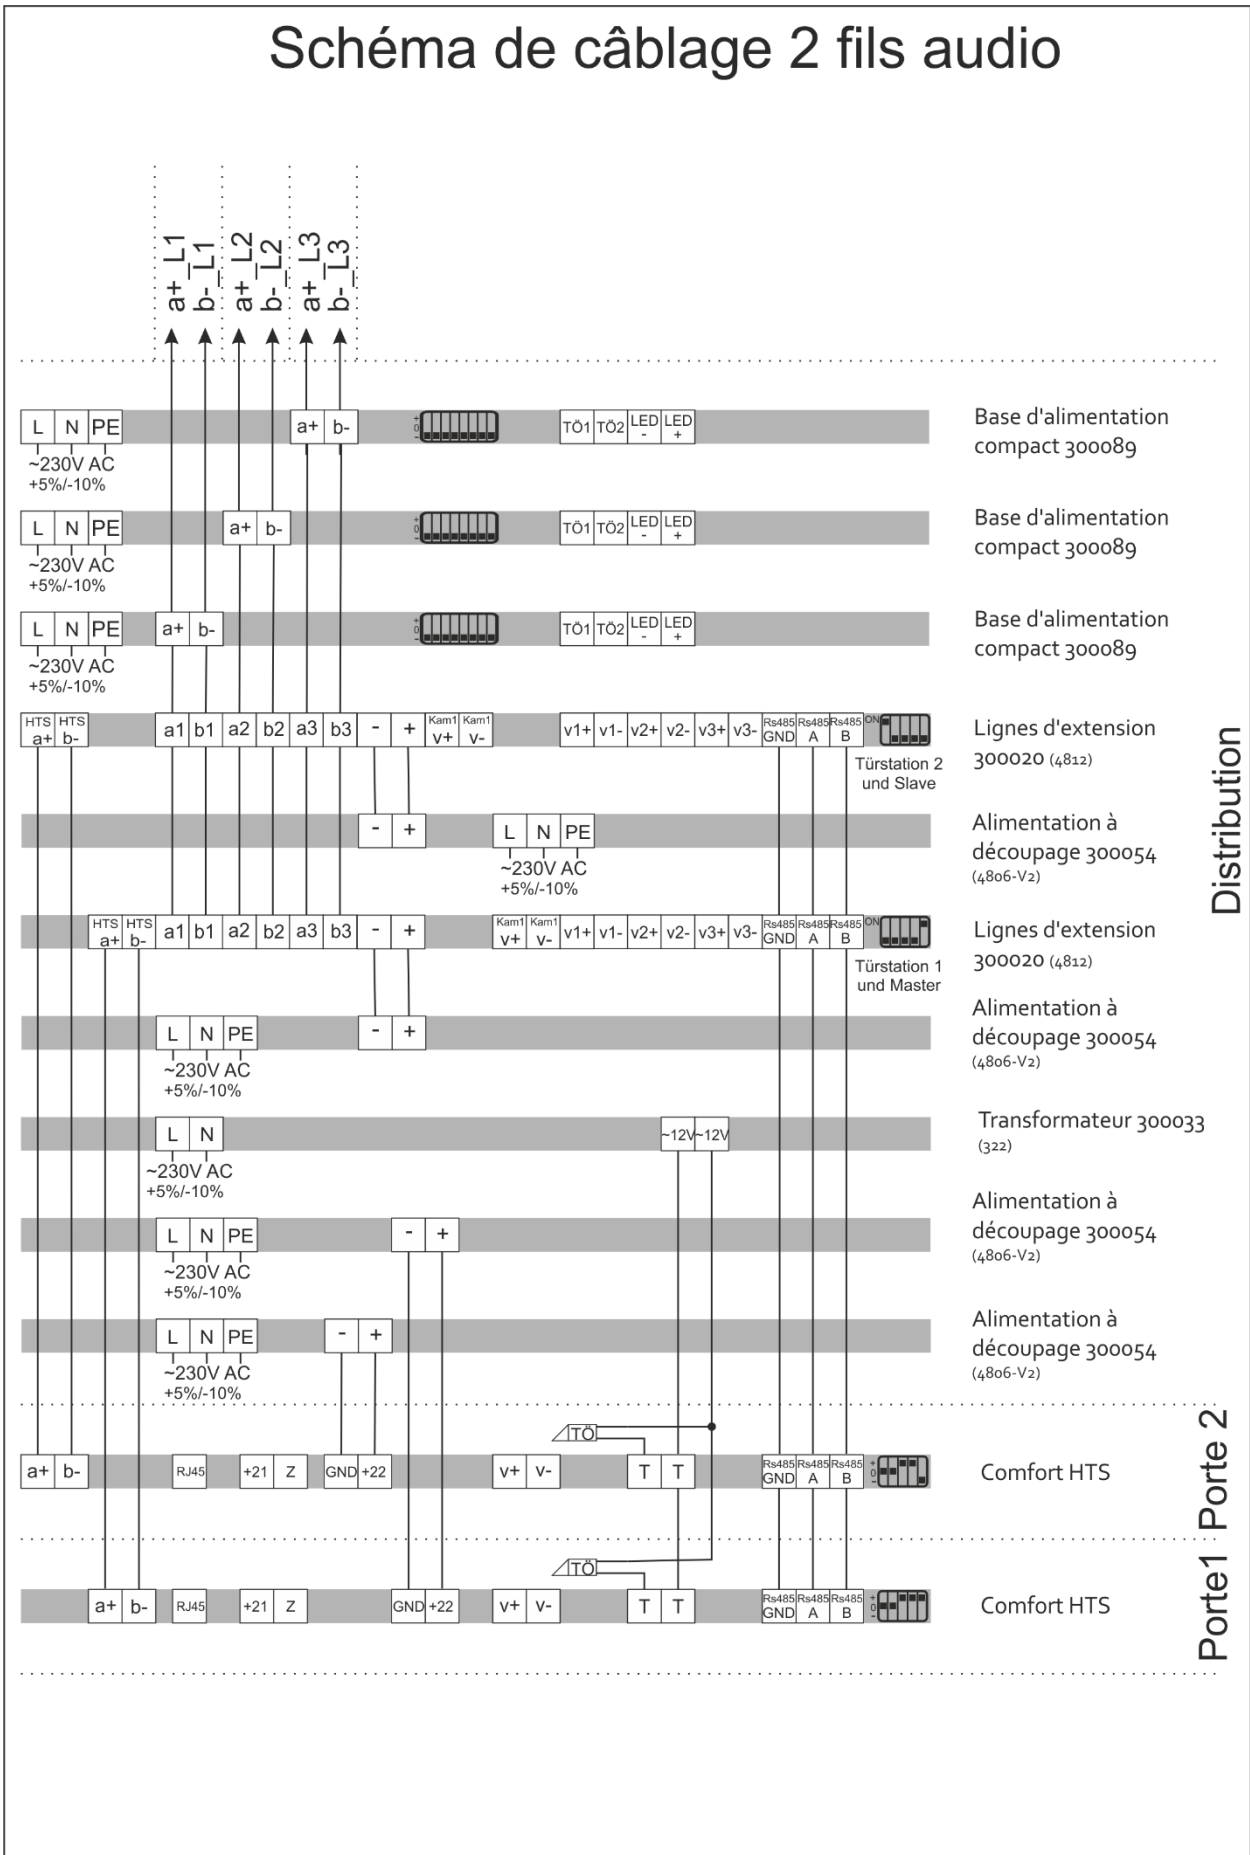 Schéma de câblage 2 fils audio
a+_L1
b-_L1
a+_L2
b-_L2
a+_L3
b-_L3
L N PE a+ b- + 0 - TÖ1 TÖ2 LED - LED +
~230V AC
+5%/-10%
Base d'alimentation
compact 300089
L N PE a+ b- + 0 - TÖ1 TÖ2 LED - LED +
~230V AC
+5%/-10%
Base d'alimentation
compact 300089
L N PE a+ b- + 0 - TÖ1 TÖ2 LED - LED +
~230V AC
+5%/-10%
Base d'alimentation
compact 300089
HTS a+ HTS b- a1 b1 a2 b2 a3 b3 - + Kam1 v+ Kam1 v- v1+ v1- v2+ v2- v3+ v3- Rs485 GND Rs485 A Rs485 B ON
Türstation 2
und Slave
Lignes d'extension
300020 (4812)
- + L N PE
~230V AC
+5%/-10%
Alimentation à
découpage 300054
(4806-V2)
HTS a+ HTS b- a1 b1 a2 b2 a3 b3 - + Kam1 v+ Kam1 v- v1+ v1- v2+ v2- v3+ v3- Rs485 GND Rs485 A Rs485 B ON
Türstation 1
und Master
Lignes d'extension
300020 (4812)
L N PE - +
~230V AC
+5%/-10%
Alimentation à
découpage 300054
(4806-V2)
L N ~12V ~12V
~230V AC
+5%/-10%
Transformateur 300033
(322)
L N PE - +
~230V AC
+5%/-10%
Alimentation à
découpage 300054
(4806-V2)
L N PE - +
~230V AC
+5%/-10%
Alimentation à
découpage 300054
(4806-V2)
Distribution
TÖ
a+ b- RJ45 +21 Z GND +22 v+ v- T T Rs485 GND Rs485 A Rs485 B + 0 -
Comfort HTS
Porte 2
TÖ
a+ b- RJ45 +21 Z GND +22 v+ v- T T Rs485 GND Rs485 A Rs485 B + 0 -
Comfort HTS
Porte1